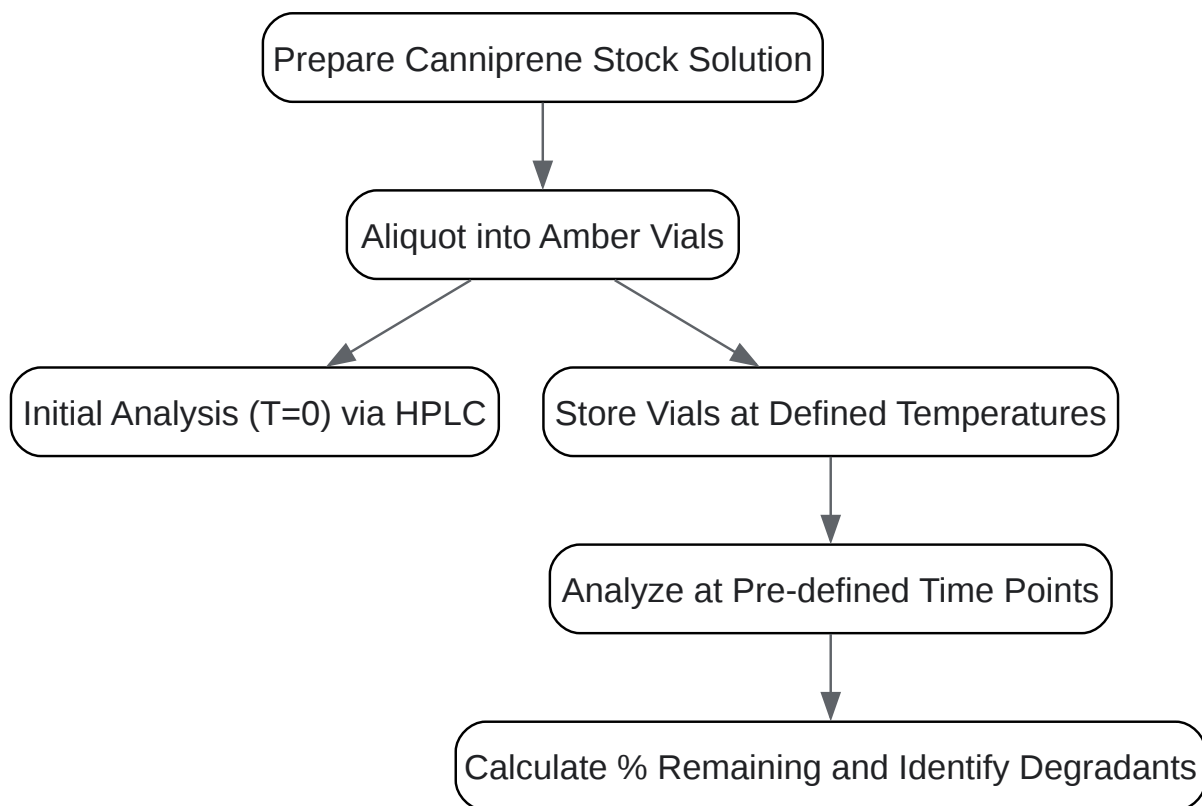 Prepare Canniprene Stock Solution
Aliquot into Amber Vials
Initial Analysis (T=0) via HPLC
Store Vials at Defined Temperatures
Analyze at Pre-defined Time Points
Calculate % Remaining and Identify Degradants